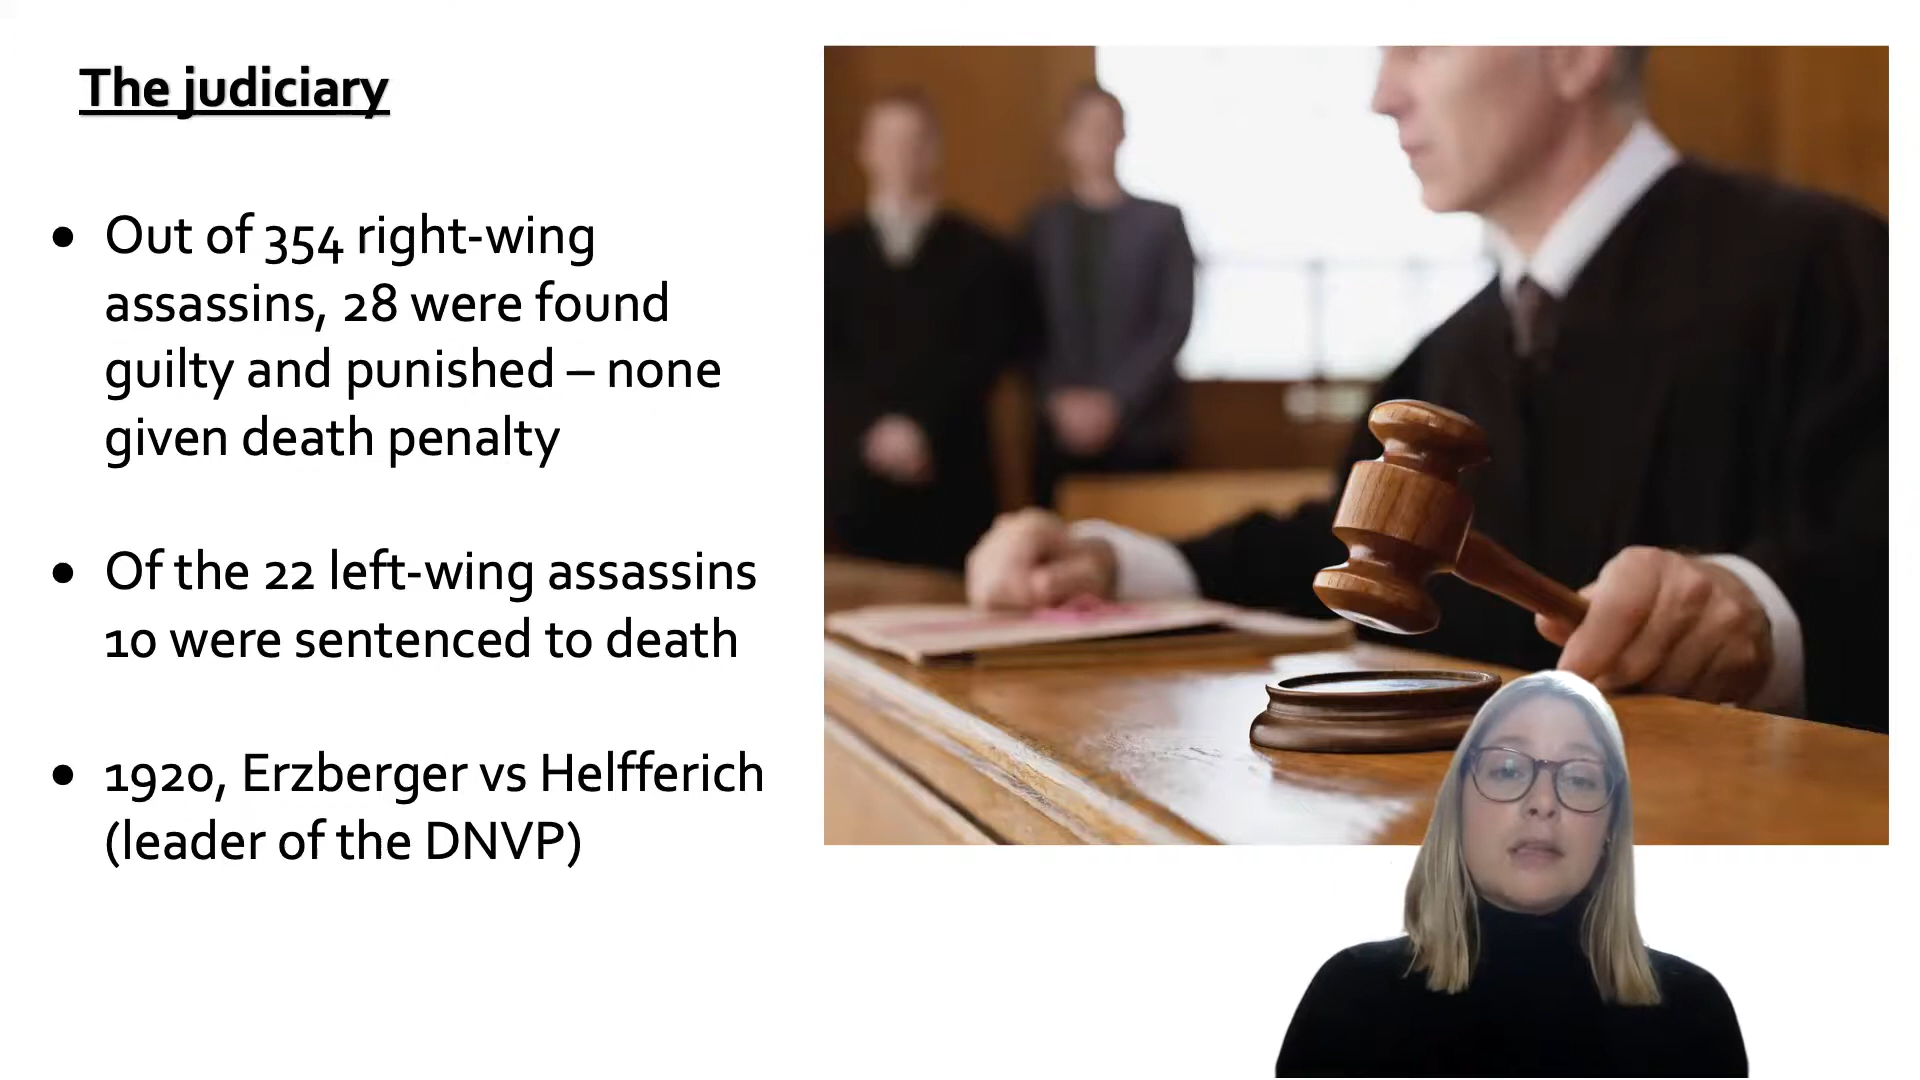 The judiciary
● Out of 354 right-wing
assassins, 28 were found
guilty and punished – none
given death penalty
● Of the 22 left-wing assassins
10 were sentenced to death
● 1920, Erzberger vs Helfferich
(leader of the DNVP)